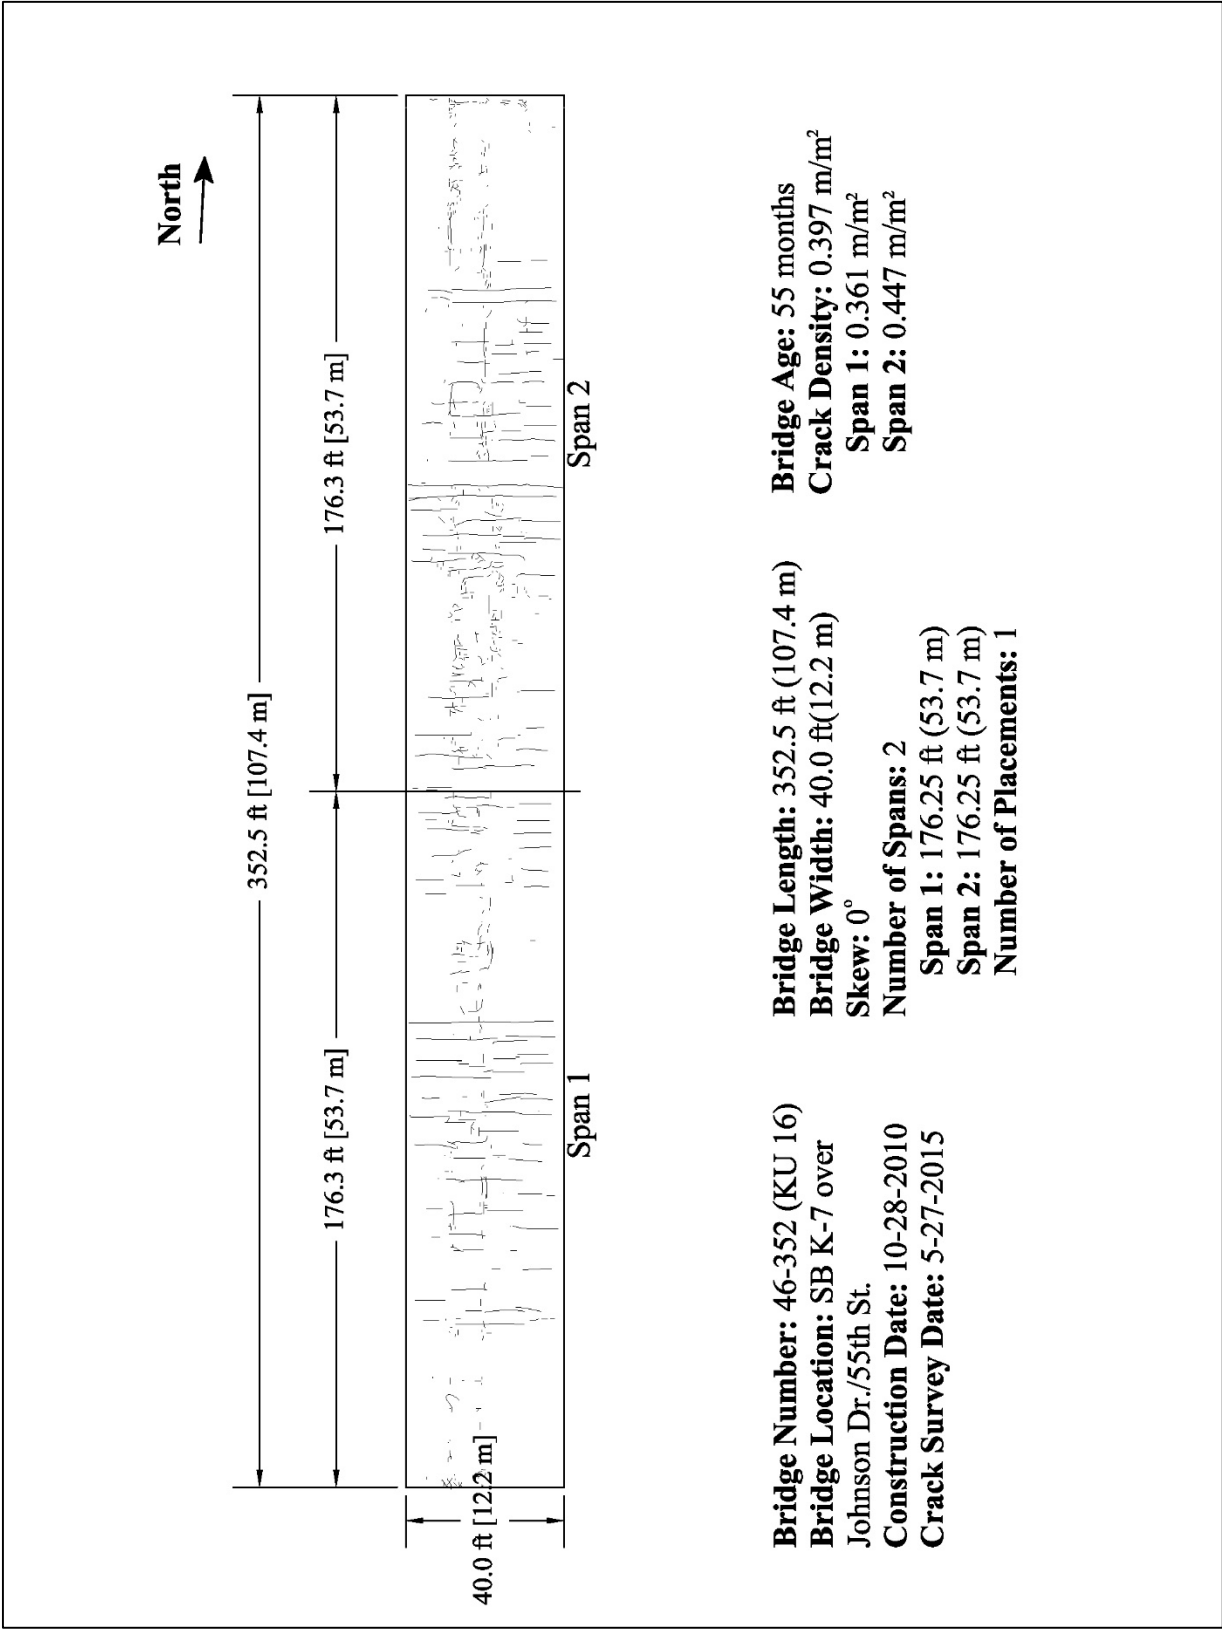 North
352.5 ft [107.4 m]
176.3 ft [53.7 m]
176.3 ft [53.7 m]
40.0 ft [12.2 m]
Span 1
Span 2
Bridge Number: 46-352 (KU 16)
Bridge Location: SB K-7 over
Johnson Dr./55th St.
Construction Date: 10-28-2010
Crack Survey Date: 5-27-2015
Bridge Length: 352.5 ft (107.4 m)
Bridge Width: 40.0 ft(12.2 m)
Skew: 0°
Number of Spans: 2
Span 1: 176.25 ft (53.7 m)
Span 2: 176.25 ft (53.7 m)
Number of Placements: 1
Bridge Age: 55 months
Crack Density: 0.397 m/m²
Span 1: 0.361 m/m²
Span 2: 0.447 m/m²